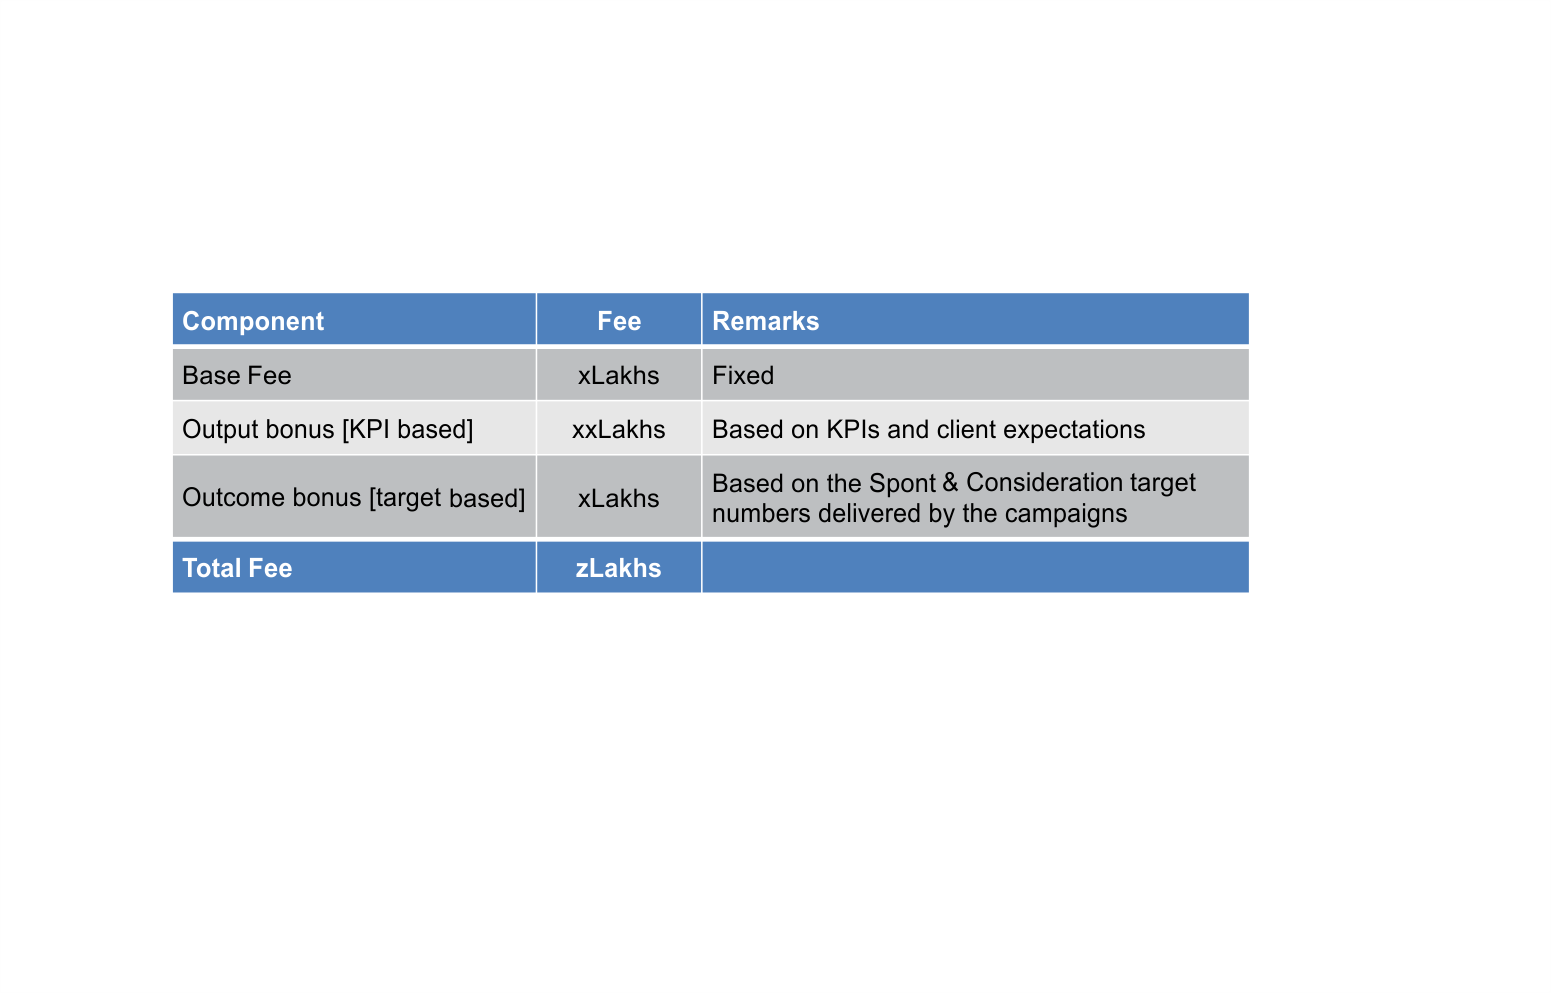 Component Fee Remarks
Base Fee xLakhs Fixed
Output bonus [KPI based] xxLakhs Based on KPIs and client expectations
Outcome bonus [target based] xLakhs Based on the Spont & Consideration target
numbers delivered by the campaigns
Total Fee zLakhs